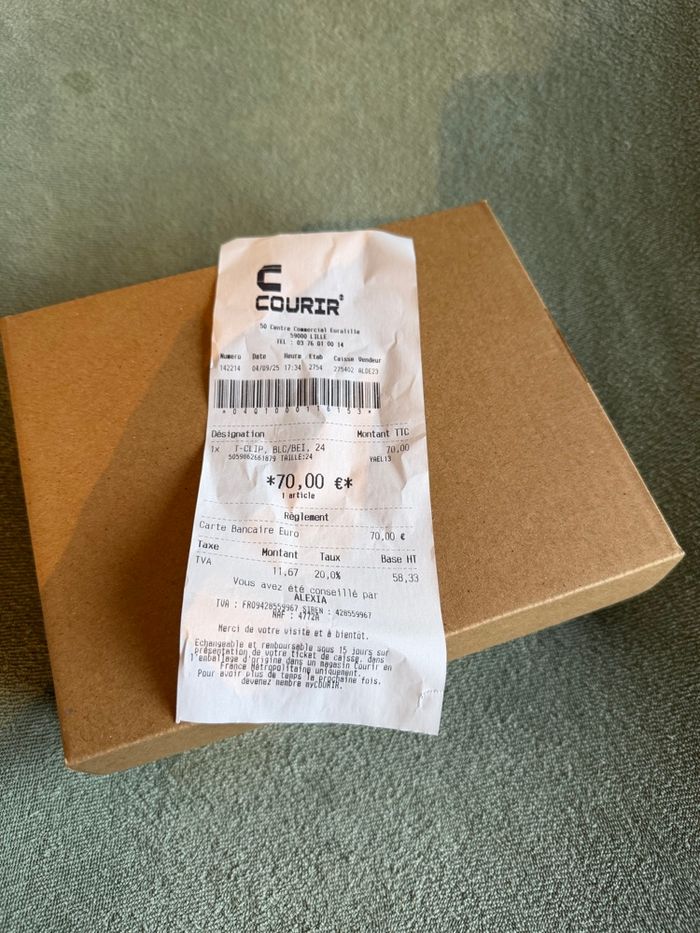 C
COURIR®
50 Centre Commercial Euralille
59000 LILLE
TEL : 03 76 01 00 14
Numero Date Heure Etab Caisse Vendeur
142214 04/09/25 17:34 2754 275402 ALDE23
Désignation Montant TTC
1x T-CLIP, BLC/BEI, 24 70,00
5059862661879 TAILLE:24 YAEL13
*70,00 €*
1 article
Règlement
Carte Bancaire Euro 70,00 €
Taxe Montant Taux Base HT
TVA 11,67 20,0% 58,33
Vous avez été conseillé par
ALEXIA
TVA : FR09428559967 SIREN : 428559967
NAF : 4772A
Merci de votre visite et à bientôt.
Echangeable et remboursable sous 15 jours sur
présentation de votre ticket de caisse, dans
l'emballage d'origine dans un magasin Courir en
France Métropolitaine uniquement.
Pour avoir plus de temps la prochaine fois,
devenez membre myCOURIR.